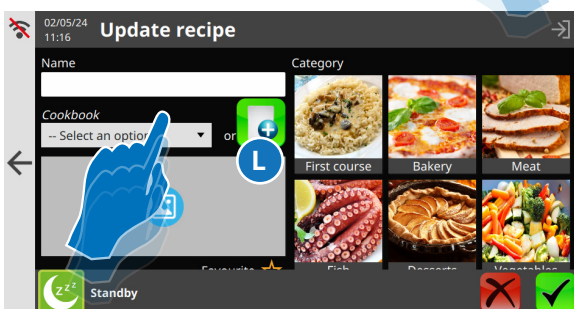 02/05/24
11:16
Update recipe
Name
Category
Cookbook
-- Select an option
or
L
First course
Bakery
Meat
Favourite
Fish
Desserts
Vegetables
zzz
Standby